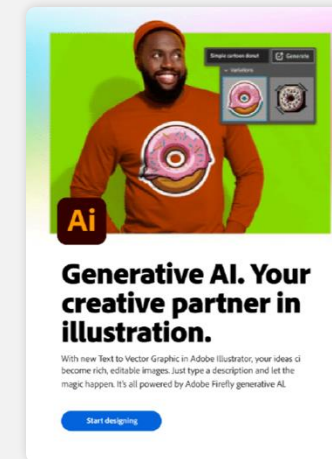 Simple cartoon donut
Generate
Variations
Ai
Generative AI. Your
creative partner in
illustration.
With new Text to Vector Graphic in Adobe Illustrator, your ideas c
become rich, editable images. Just type a description and let the
magic happen. It's all powered by Adobe Firefly generative AI.
Start designing